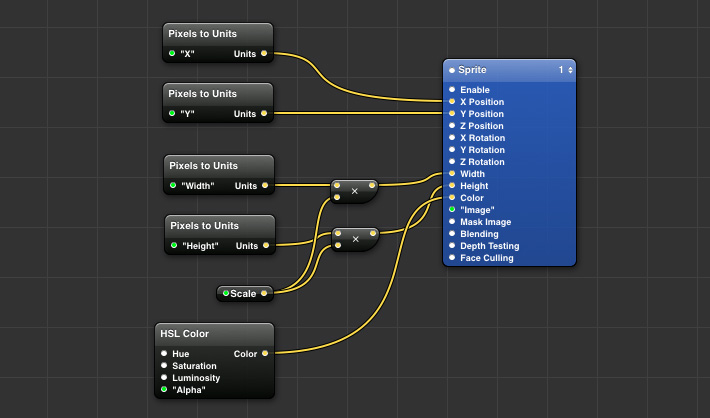 Pixels to Units
"X" Units
Pixels to Units
"Y" Units
Pixels to Units
"Width" Units
×
Pixels to Units
"Height" Units
×
Scale
HSL Color
Hue Color
Saturation
Luminosity
"Alpha"
Sprite 1
Enable
X Position
Y Position
Z Position
X Rotation
Y Rotation
Z Rotation
Width
Height
Color
"Image"
Mask Image
Blending
Depth Testing
Face Culling